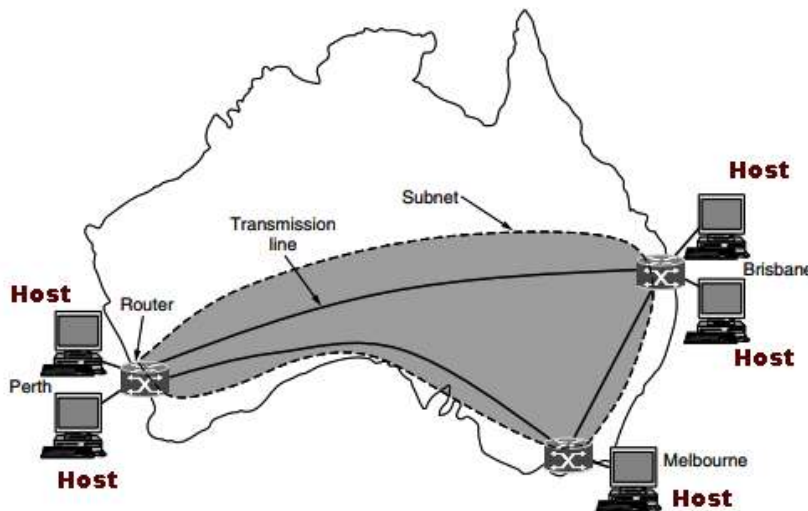 Host
Subnet
Transmission
line
Brisbane
Host
Router
Host
Perth
Melbourne
Host
Host